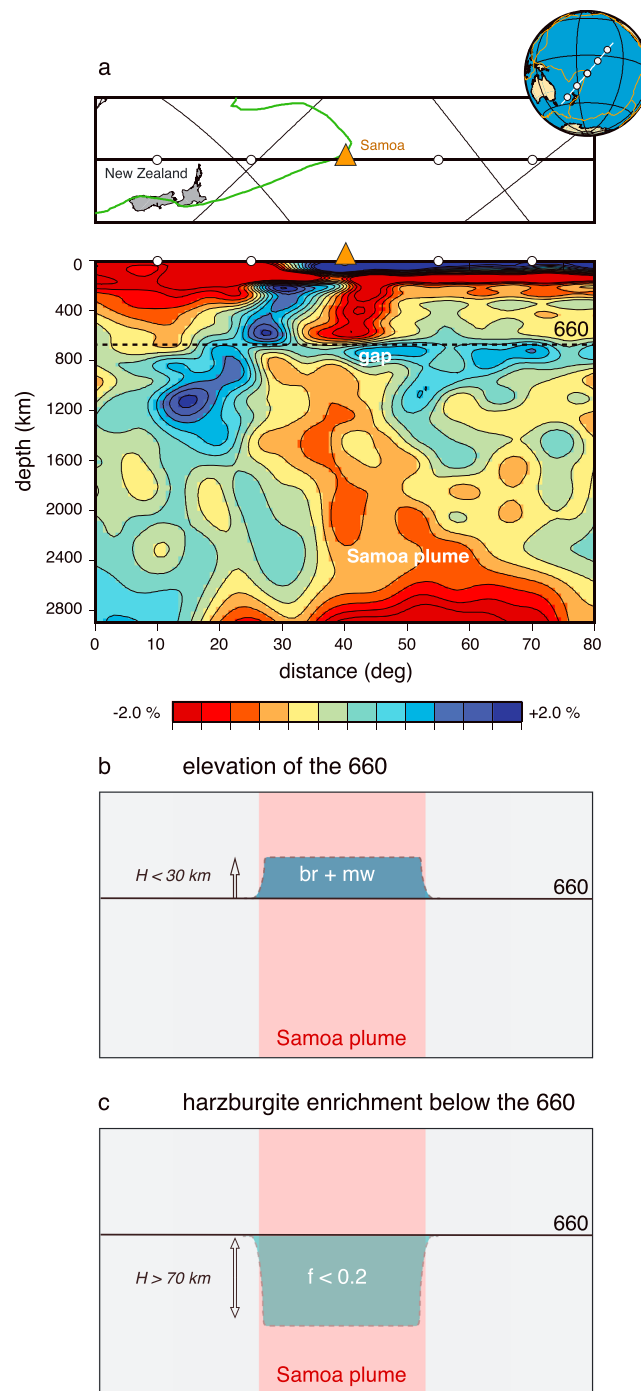 a
Samoa
New Zealand
0
400
660
800
gap
1200
1600
2000
2400
Samoa plume
2800
depth (km)
0 10 20 30 40 50 60 70 80
distance (deg)
-2.0 % +2.0 %
b elevation of the 660
H < 30 km
br + mw
660
Samoa plume
c harzburgite enrichment below the 660
660
H > 70 km
f < 0.2
Samoa plume